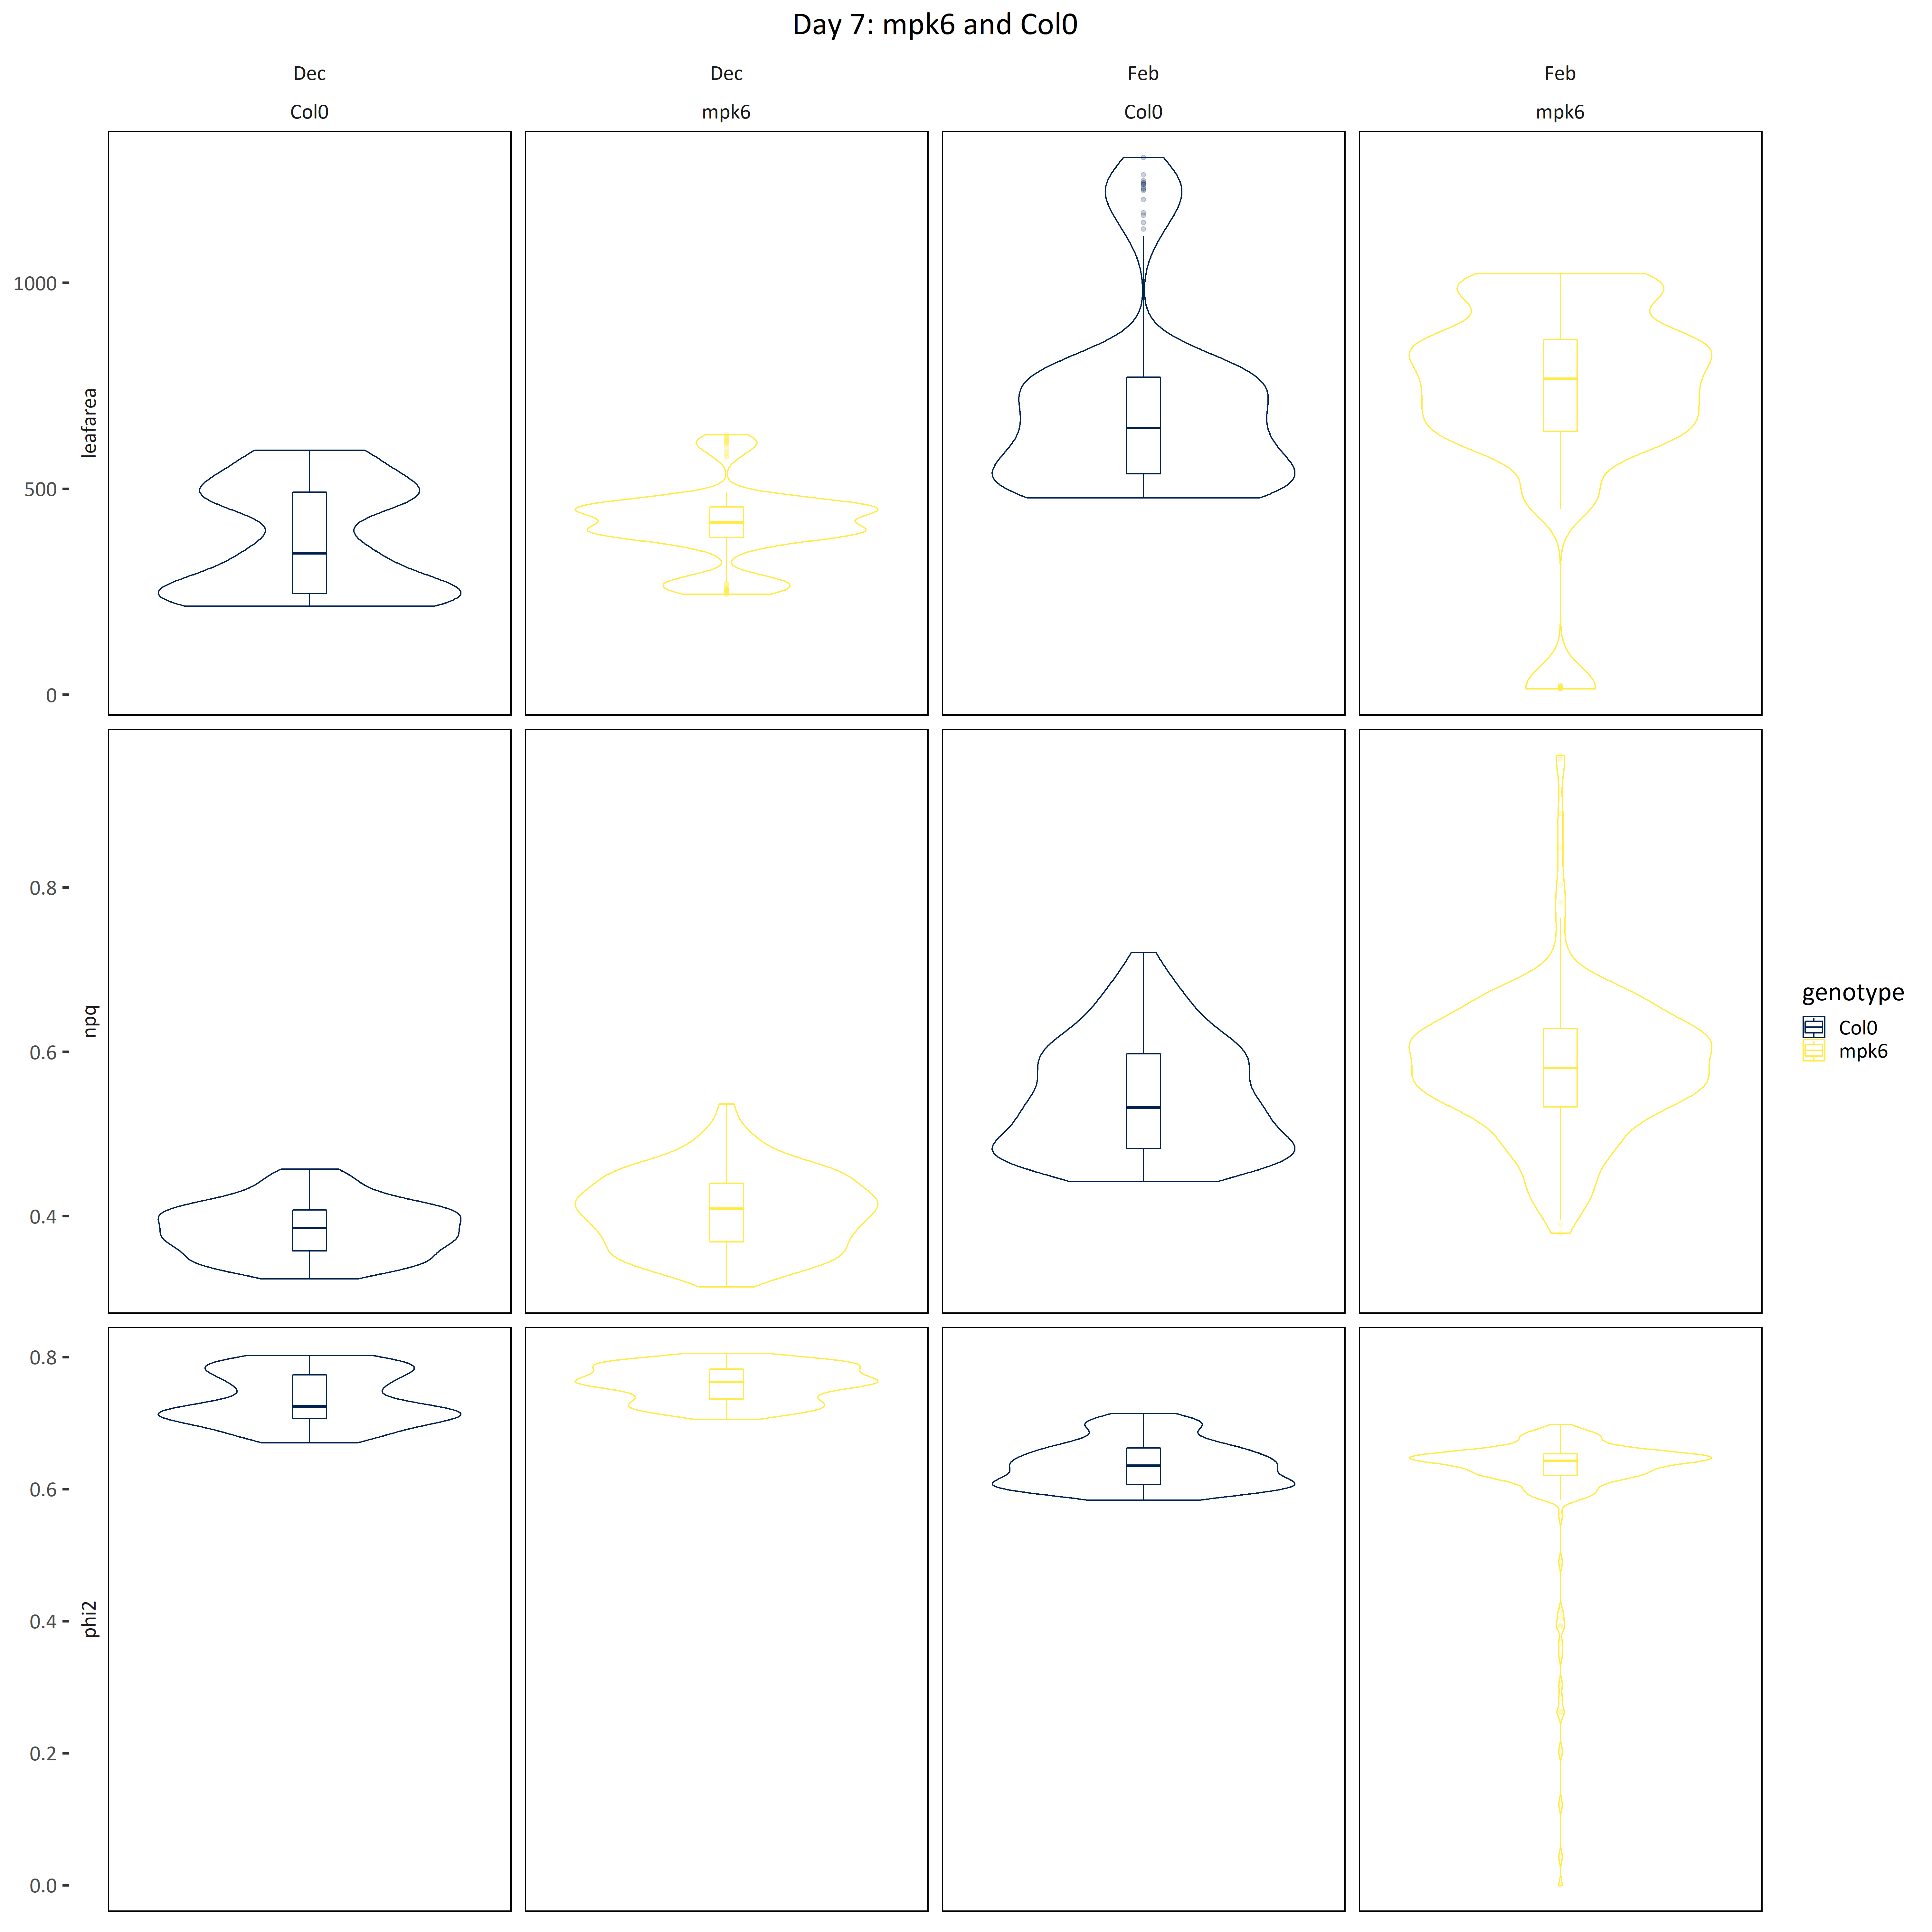 Day 7: mpk6 and Col0
Dec Dec Feb Feb
Col0 mpk6 Col0 mpk6
leafarea
1000
500
0
npq
0.8
0.6
0.4
phi2
0.8
0.6
0.4
0.2
0.0
genotype
Col0
mpk6